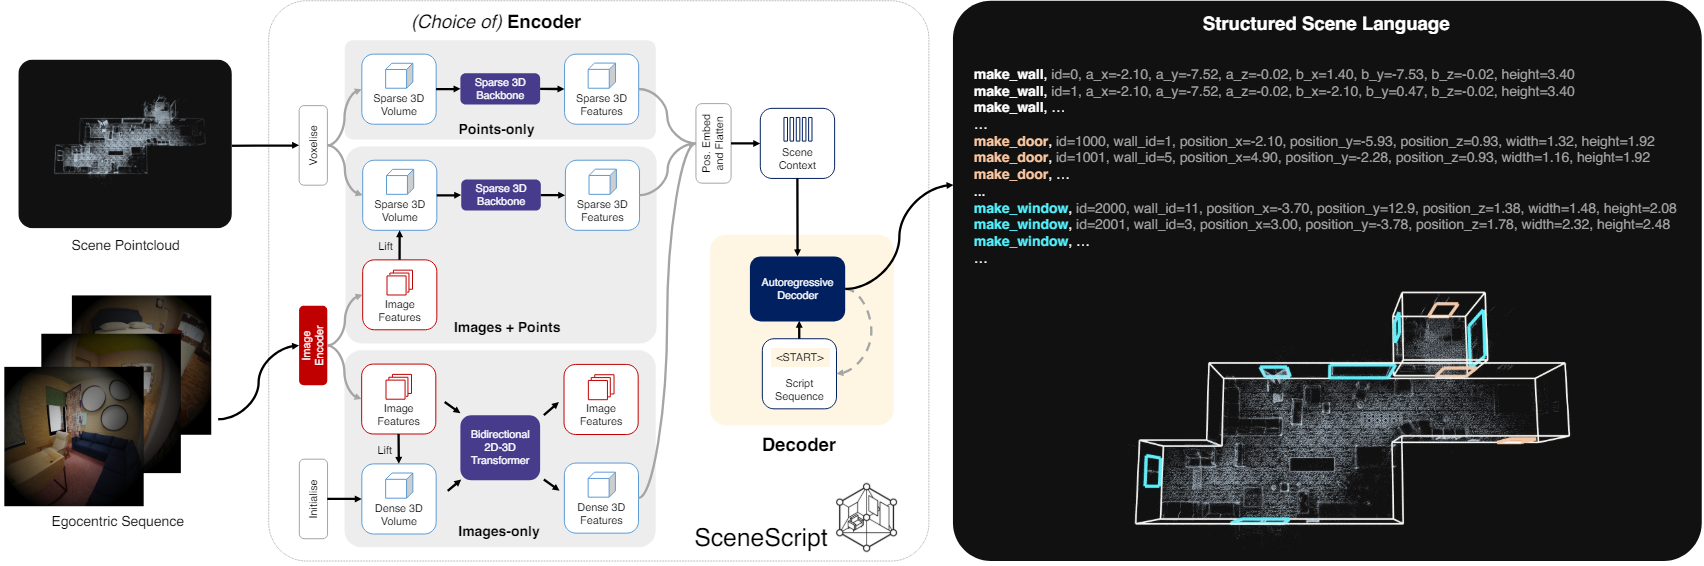 (Choice of) Encoder
Scene Pointcloud
Egocentric Sequence
Voxelise
Image
Encoder
Initialise
Sparse 3D
Volume
Sparse 3D
Backbone
Sparse 3D
Features
Points-only
Sparse 3D
Volume
Sparse 3D
Backbone
Sparse 3D
Features
Lift
Image
Features
Images + Points
Image
Features
Lift
Dense 3D
Volume
Bidirectional
2D-3D
Transformer
Image
Features
Dense 3D
Features
Images-only
Pos. Embed
and Flatten
Scene
Context
Autoregressive
Decoder
<START>
Script
Sequence
Decoder
SceneScript
Structured Scene Language
make_wall, id=0, a_x=-2.10, a_y=-7.52, a_z=-0.02, b_x=1.40, b_y=-7.53, b_z=-0.02, height=3.40
make_wall, id=1, a_x=-2.10, a_y=-7.52, a_z=-0.02, b_x=-2.10, b_y=0.47, b_z=-0.02, height=3.40
make_wall, …
…
make_door, id=1000, wall_id=1, position_x=-2.10, position_y=-5.93, position_z=0.93, width=1.32, height=1.92
make_door, id=1001, wall_id=5, position_x=4.90, position_y=-2.28, position_z=0.93, width=1.16, height=1.92
make_door, …
...
make_window, id=2000, wall_id=11, position_x=-3.70, position_y=12.9, position_z=1.38, width=1.48, height=2.08
make_window, id=2001, wall_id=3, position_x=3.00, position_y=-3.78, position_z=1.78, width=2.32, height=2.48
make_window, …
…